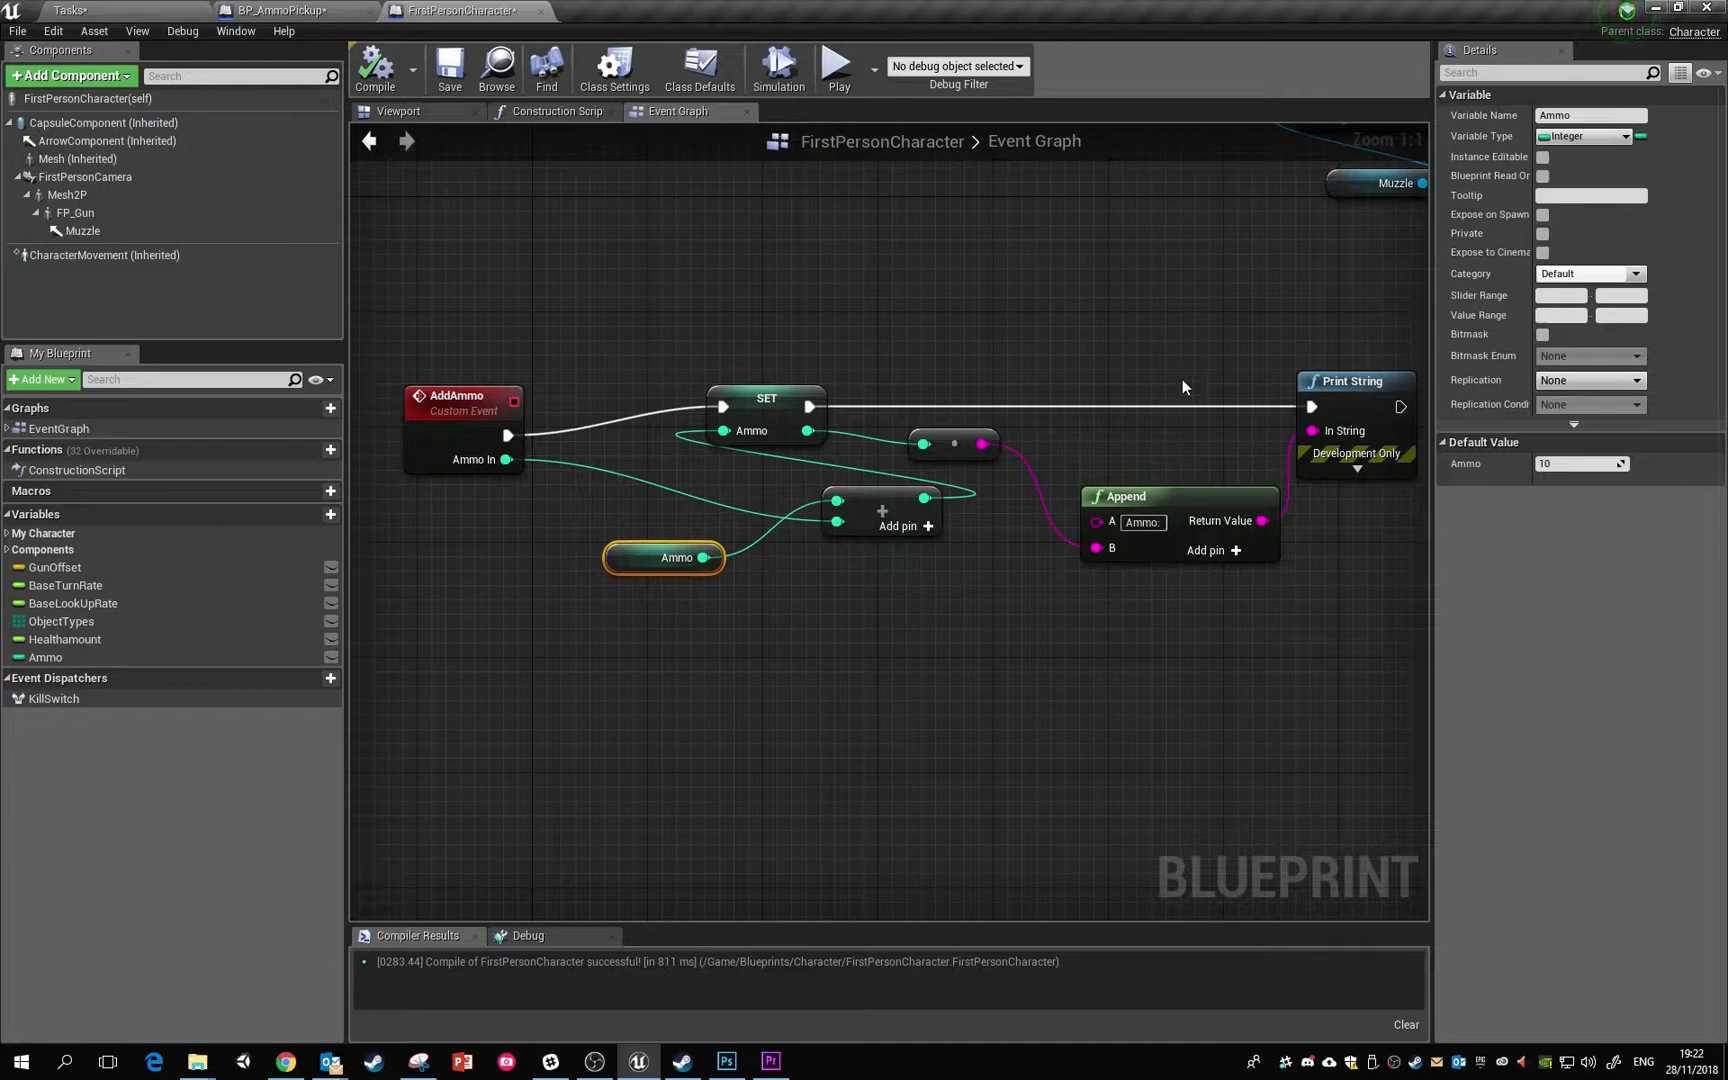 Tasks*
BP_AmmoPickup*
FirstPersonCharacter*
File Edit Asset View Debug Window Help
Parent class: Character
Components
Add Component
Search
FirstPersonCharacter(self)
CapsuleComponent (Inherited)
ArrowComponent (Inherited)
Mesh (Inherited)
FirstPersonCamera
Mesh2P
FP_Gun
Muzzle
CharacterMovement (Inherited)
My Blueprint
Add New
Search
Graphs
EventGraph
Functions (32 Overridable)
ConstructionScript
Macros
Variables
My Character
Components
GunOffset
BaseTurnRate
BaseLookUpRate
ObjectTypes
Healthamount
Ammo
Event Dispatchers
KillSwitch
Compile
Save
Browse
Find
Class Settings
Class Defaults
Simulation
Play
No debug object selected
Debug Filter
Viewport
Construction Scrip
Event Graph
FirstPersonCharacter > Event Graph
Zoom 1:1
Muzzle
AddAmmo
Custom Event
Ammo In
SET
Ammo
Add pin
Ammo
Append
A Ammo: Return Value
B Add pin
Print String
In String
Development Only
BLUEPRINT
Compiler Results
Debug
[0283.44] Compile of FirstPersonCharacter successful! [in 811 ms] (/Game/Blueprints/Character/FirstPersonCharacter.FirstPersonCharacter)
Clear
Details
Search
Variable
Variable Name Ammo
Variable Type Integer
Instance Editable
Blueprint Read Or
Tooltip
Expose on Spawn
Private
Expose to Cinema
Category Default
Slider Range
Value Range
Bitmask
Bitmask Enum None
Replication None
Replication Condi None
Default Value
Ammo 10
ENG
19:22
28/11/2018